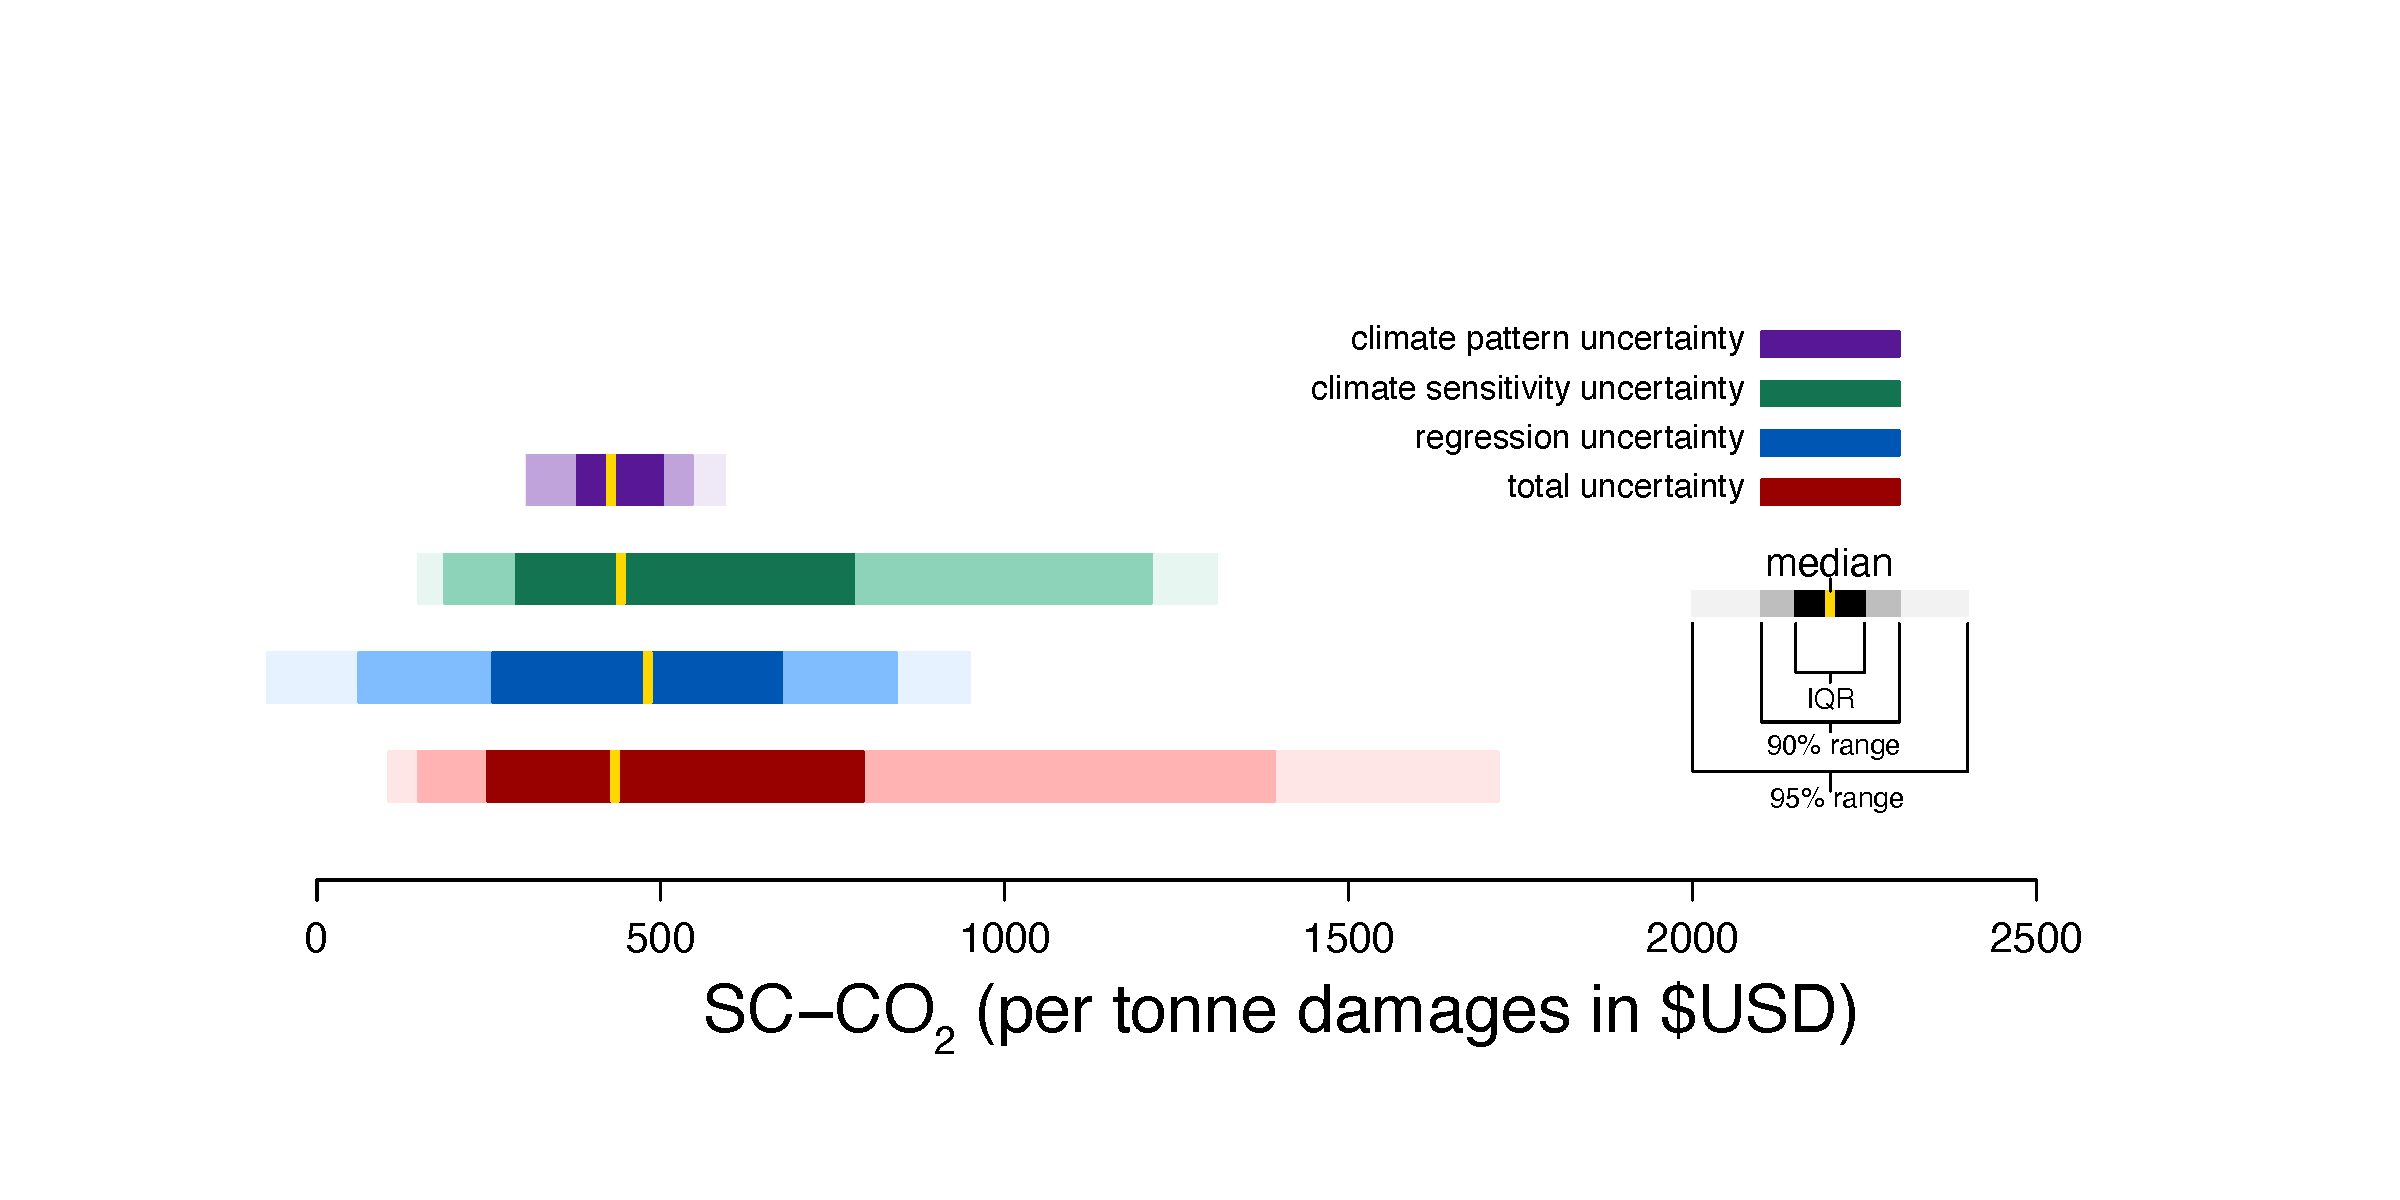 climate pattern uncertainty
climate sensitivity uncertainty
regression uncertainty
total uncertainty
median
IQR
90% range
95% range
0 500 1000 1500 2000 2500
SC−CO₂ (per tonne damages in $USD)